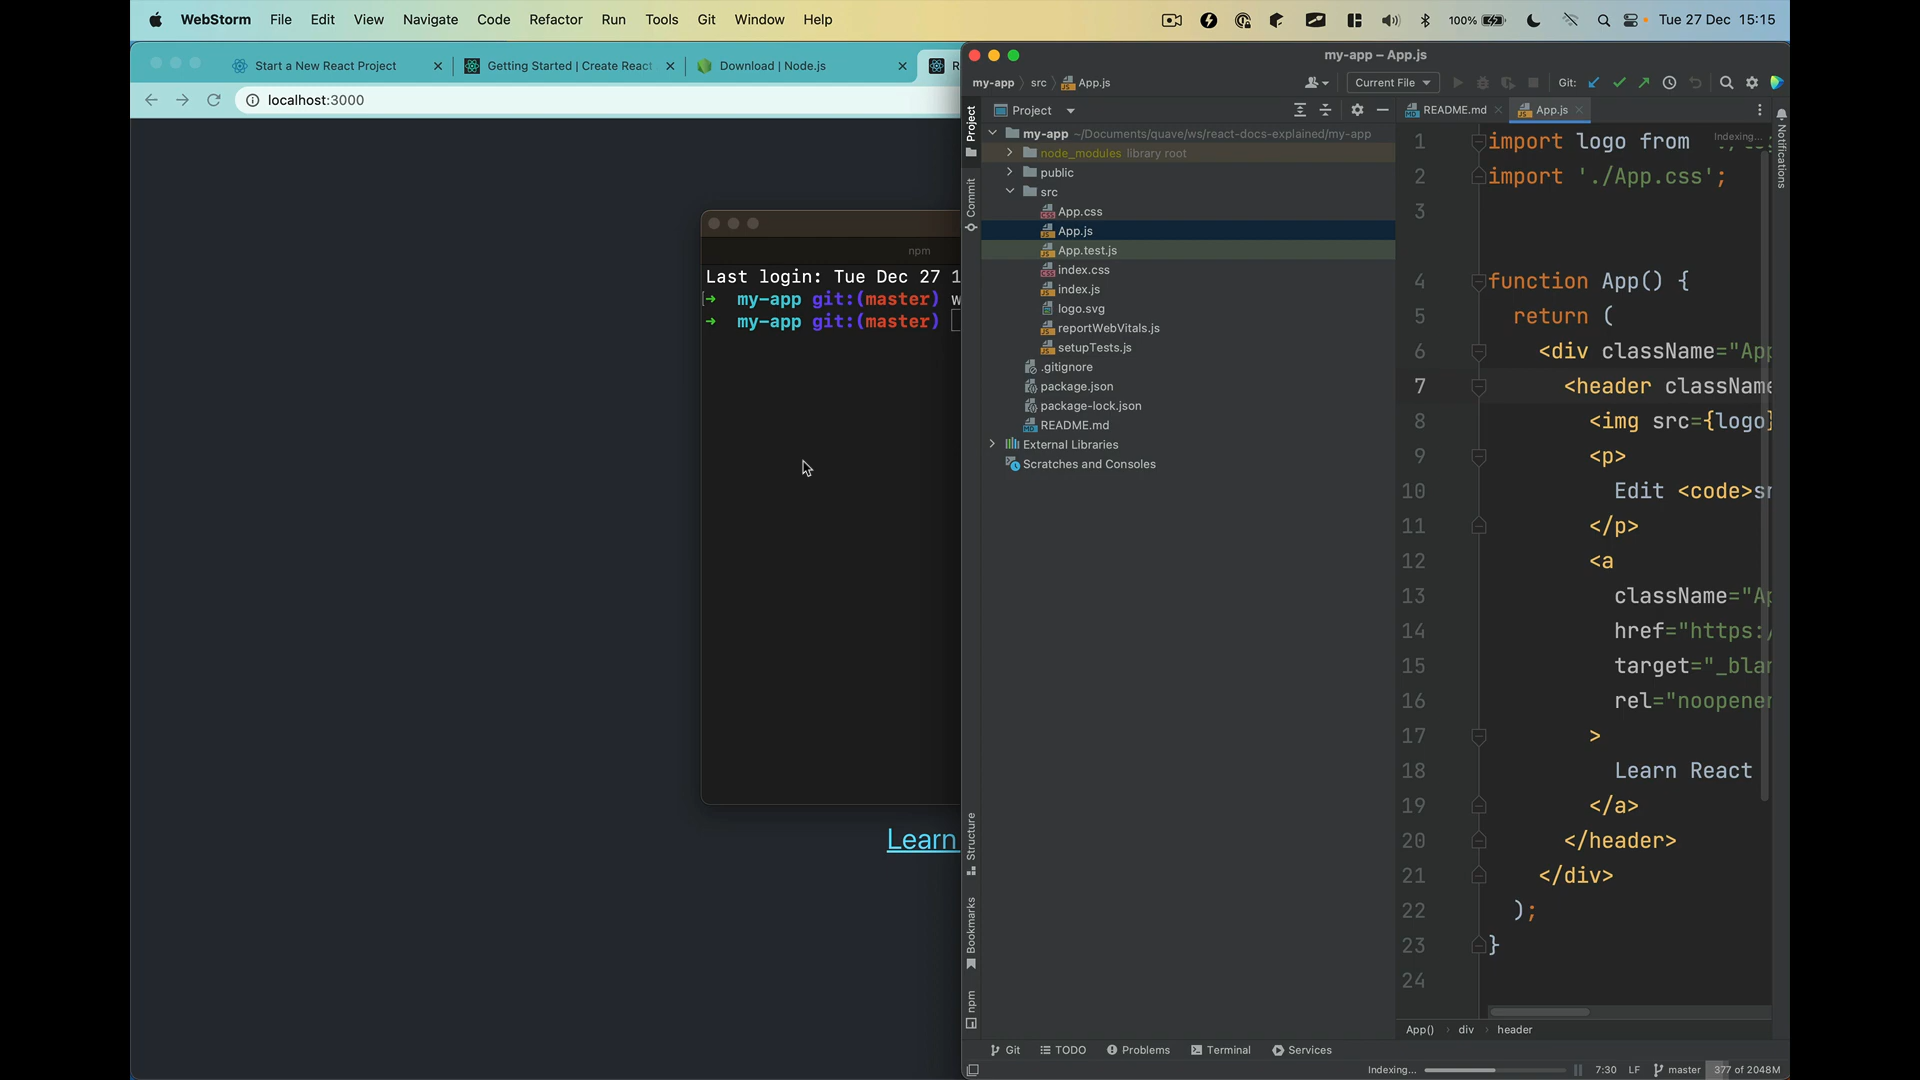 WebStorm File Edit View Navigate Code Refactor Run Tools Git Window Help
100% Tue 27 Dec 15:15
Start a New React Project
Getting Started | Create React
Download | Node.js
localhost:3000
npm
Last login: Tue Dec 27 1
my-app git:(master) w
my-app git:(master)
Learn
my-app – App.js
my-app src App.js
Current File
Git:
Project
README.md
App.js
Project
Commit
Structure
Bookmarks
npm
Notifications
my-app ~/Documents/quave/ws/react-docs-explained/my-app
node_modules library root
public
src
App.css
App.js
App.test.js
index.css
index.js
logo.svg
reportWebVitals.js
setupTests.js
.gitignore
package.json
package-lock.json
README.md
External Libraries
Scratches and Consoles
Indexing...
1 import logo from
2 import './App.css';
3
4 function App() {
5 return (
6 <div className="App
7 <header className
8 <img src={logo}
9 <p>
10 Edit <code>sr
11 </p>
12 <a
13 className="Ap
14 href="https:/
15 target="_blan
16 rel="noopener
17 >
18 Learn React
19 </a>
20 </header>
21 </div>
22 );
23 }
24
App() div header
Git TODO Problems Terminal Services
Indexing... 7:30 LF master 377 of 2048M